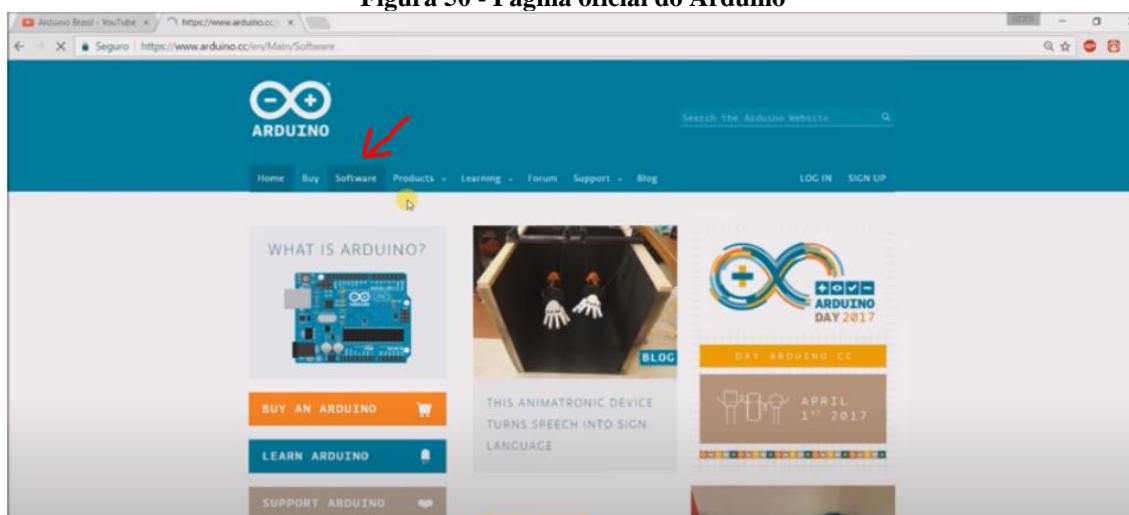 Figura 50 - Página oficial do Arduino
Arduino Brasil - YouTube
https://www.arduino.cc/
Seguro
https://www.arduino.cc/en/Main/Software
ARDUINO
Search the Arduino Website
Home Buy Software Products Learning Forum Support Blog
LOG IN SIGN UP
WHAT IS ARDUINO?
UNO
BUY AN ARDUINO
LEARN ARDUINO
SUPPORT ARDUINO
BLOG
THIS ANIMATRONIC DEVICE
TURNS SPEECH INTO SIGN
LANGUAGE
ARDUINO
DAY 2017
DAY.ARDUINO.CC
APRIL
1ST 2017